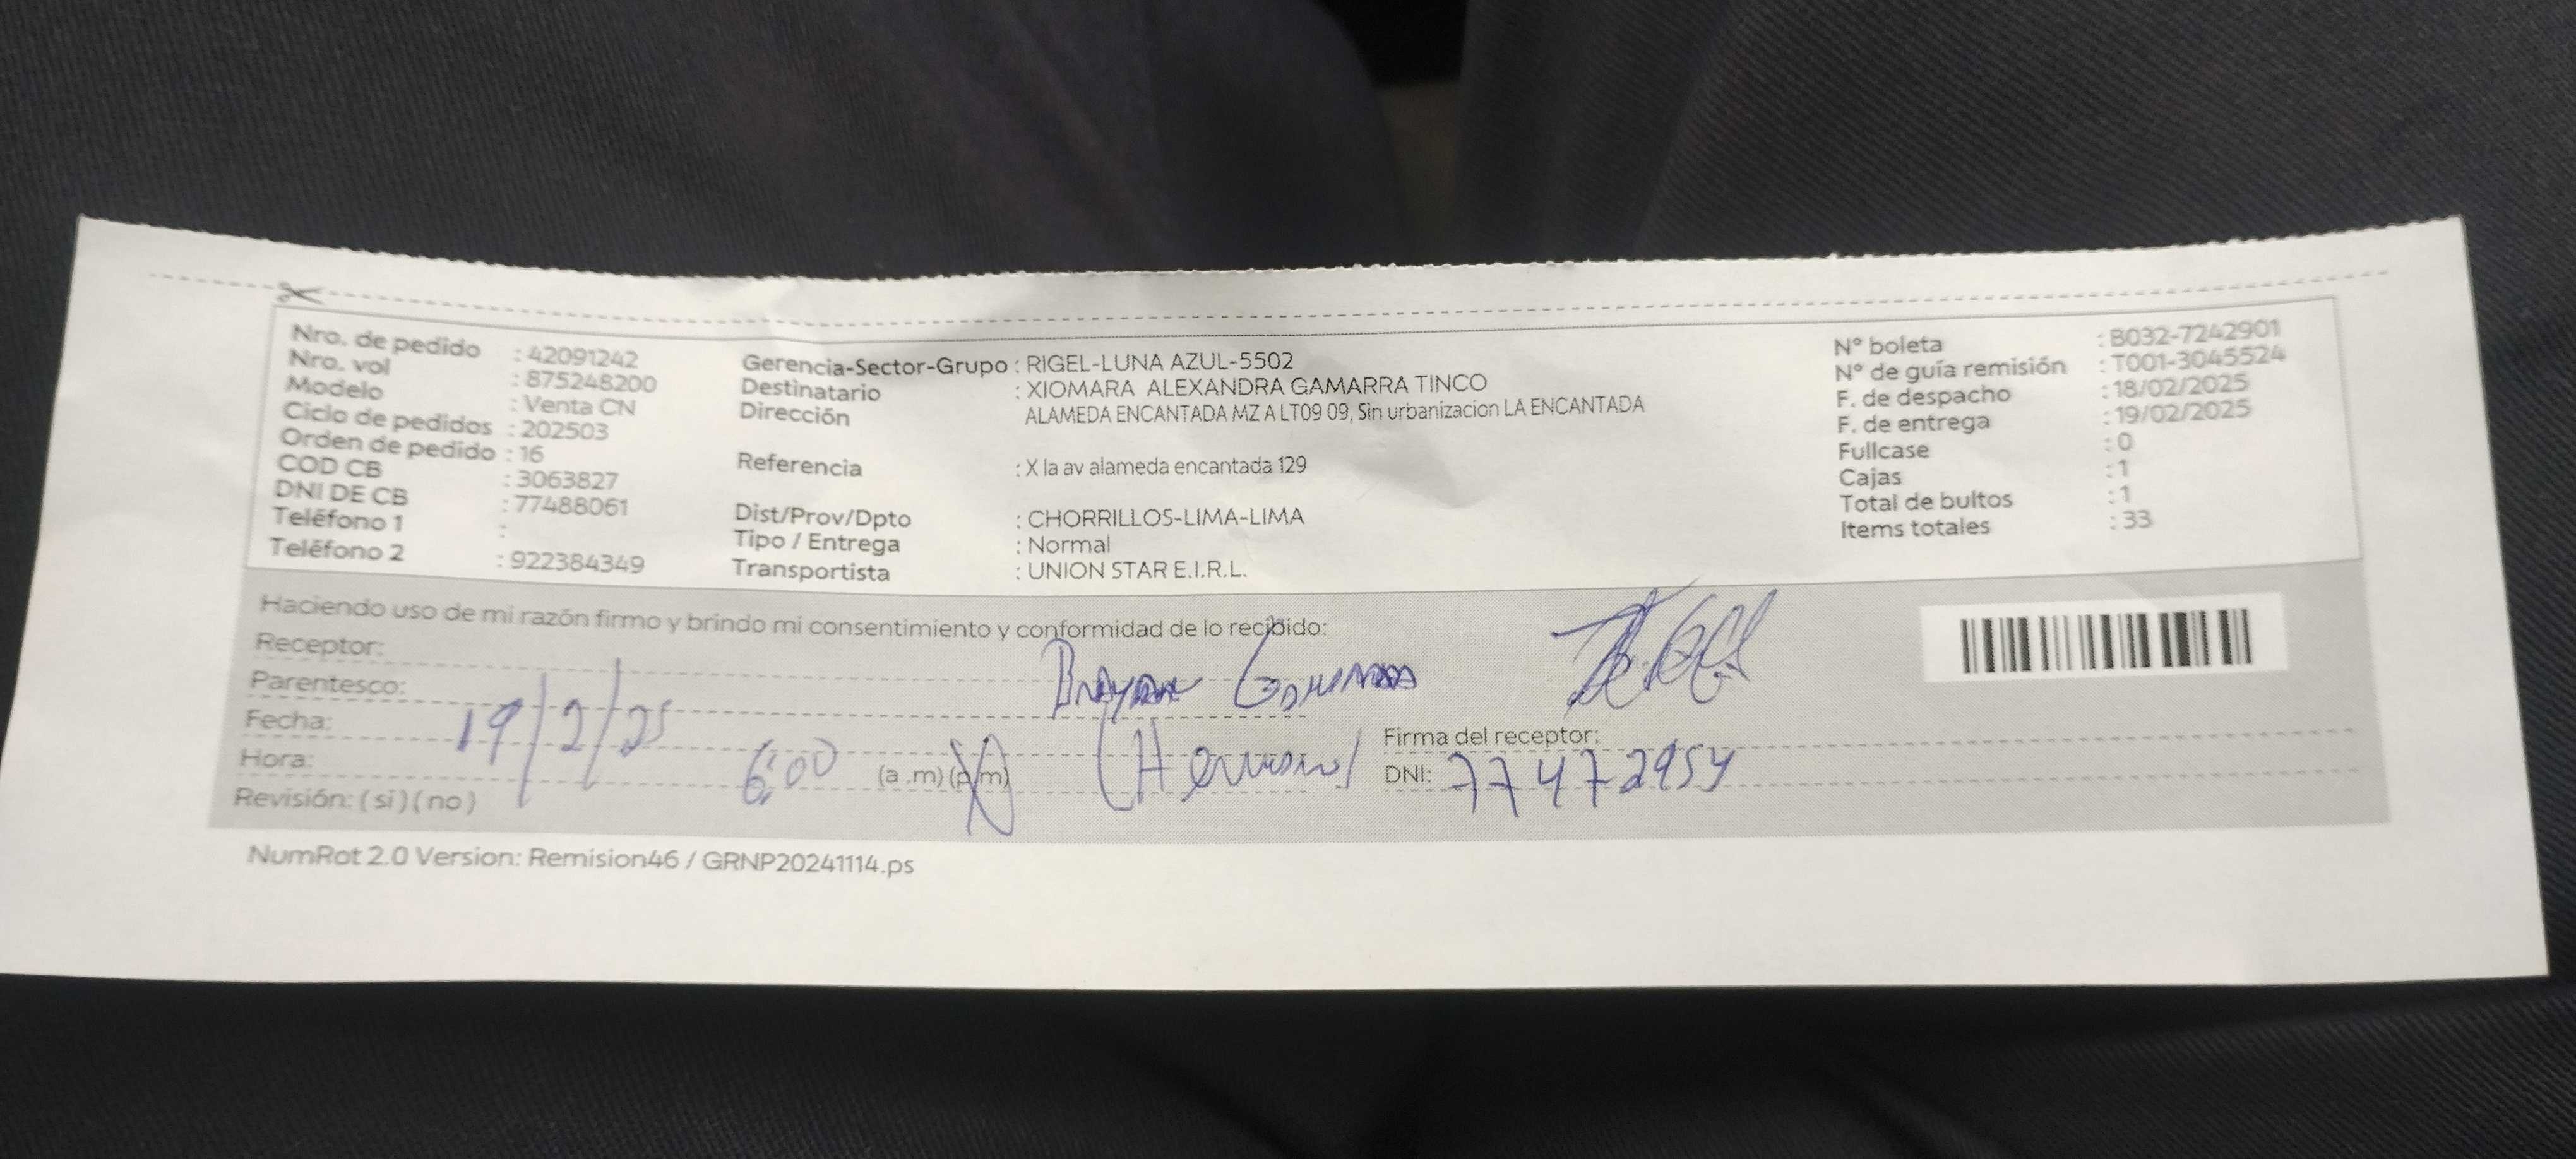 Nro. de pedido : 42091242
Nro. vol : 875248200
Modelo : Venta CN
Ciclo de pedidos : 202503
Orden de pedido : 16
COD CB : 3063827
DNI DE CB : 77488061
Teléfono 1 :
Teléfono 2 : 922384349
Gerencia-Sector-Grupo : RIGEL-LUNA AZUL-5502
Destinatario : XIOMARA ALEXANDRA GAMARRA TINCO
Dirección ALAMEDA ENCANTADA MZ A LT09 09, Sin urbanizacion LA ENCANTADA
Referencia : X la av alameda encantada 129
Dist/Prov/Dpto : CHORRILLOS-LIMA-LIMA
Tipo / Entrega : Normal
Transportista : UNION STAR E.I.R.L.
N° boleta : B032-7242901
N° de guía remisión : T001-3045524
F. de despacho : 18/02/2025
F. de entrega : 19/02/2025
Fullcase : 0
Cajas : 1
Total de bultos : 1
Items totales : 33
Haciendo uso de mi razón firmo y brindo mi consentimiento y conformidad de lo recibido:
Receptor: Brayan
Parentesco: (Hermano)
Fecha: 19/2/25
Hora: 6:00 (a .m) (p/m)
Revisión: ( si ) ( no )
Firma del receptor:
DNI: 77472954
NumRot 2.0 Version: Remision46 / GRNP20241114.ps